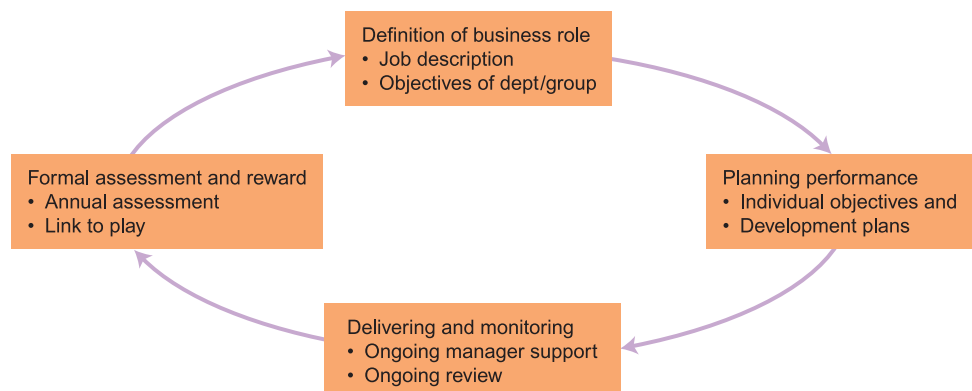 Definition of business role
• Job description
• Objectives of dept/group
Planning performance
• Individual objectives and
• Development plans
Delivering and monitoring
• Ongoing manager support
• Ongoing review
Formal assessment and reward
• Annual assessment
• Link to play